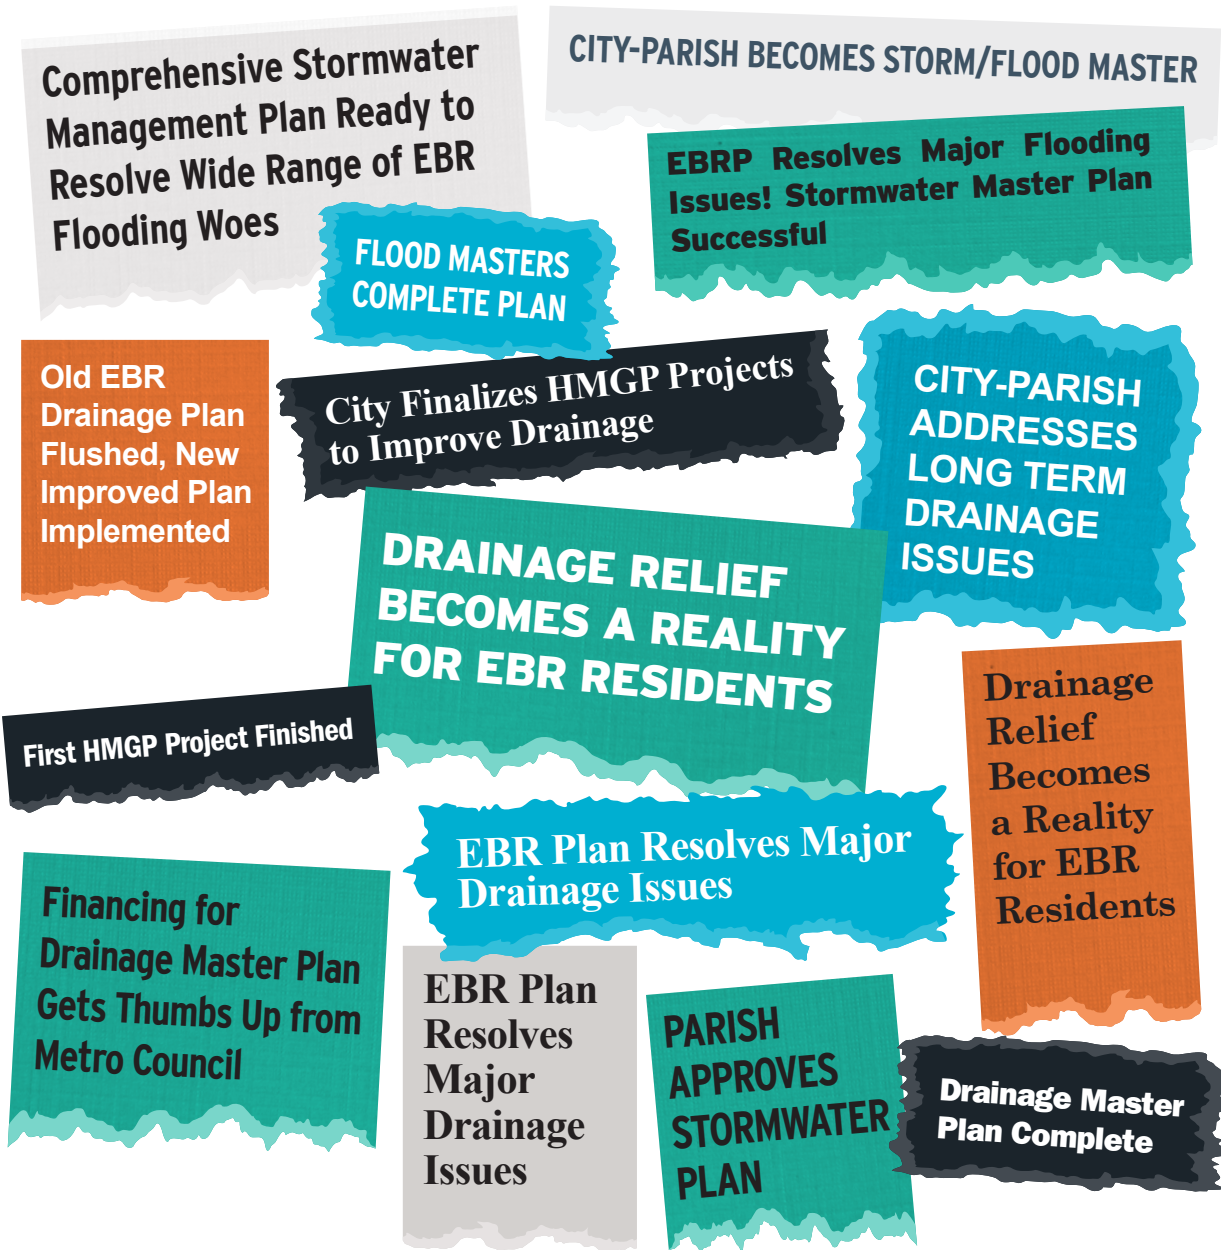 Comprehensive Stormwater
Management Plan Ready to
Resolve Wide Range of EBR
Flooding Woes
CITY-PARISH BECOMES STORM/FLOOD MASTER
EBRP Resolves Major Flooding
Issues! Stormwater Master Plan
Successful
FLOOD MASTERS
COMPLETE PLAN
Old EBR
Drainage Plan
Flushed, New
Improved Plan
Implemented
City Finalizes HMGP Projects
to Improve Drainage
CITY-PARISH
ADDRESSES
LONG TERM
DRAINAGE
ISSUES
DRAINAGE RELIEF
BECOMES A REALITY
FOR EBR RESIDENTS
First HMGP Project Finished
Drainage
Relief
Becomes
a Reality
for EBR
Residents
EBR Plan Resolves Major
Drainage Issues
Financing for
Drainage Master Plan
Gets Thumbs Up from
Metro Council
EBR Plan
Resolves
Major
Drainage
Issues
PARISH
APPROVES
STORMWATER
PLAN
Drainage Master
Plan Complete